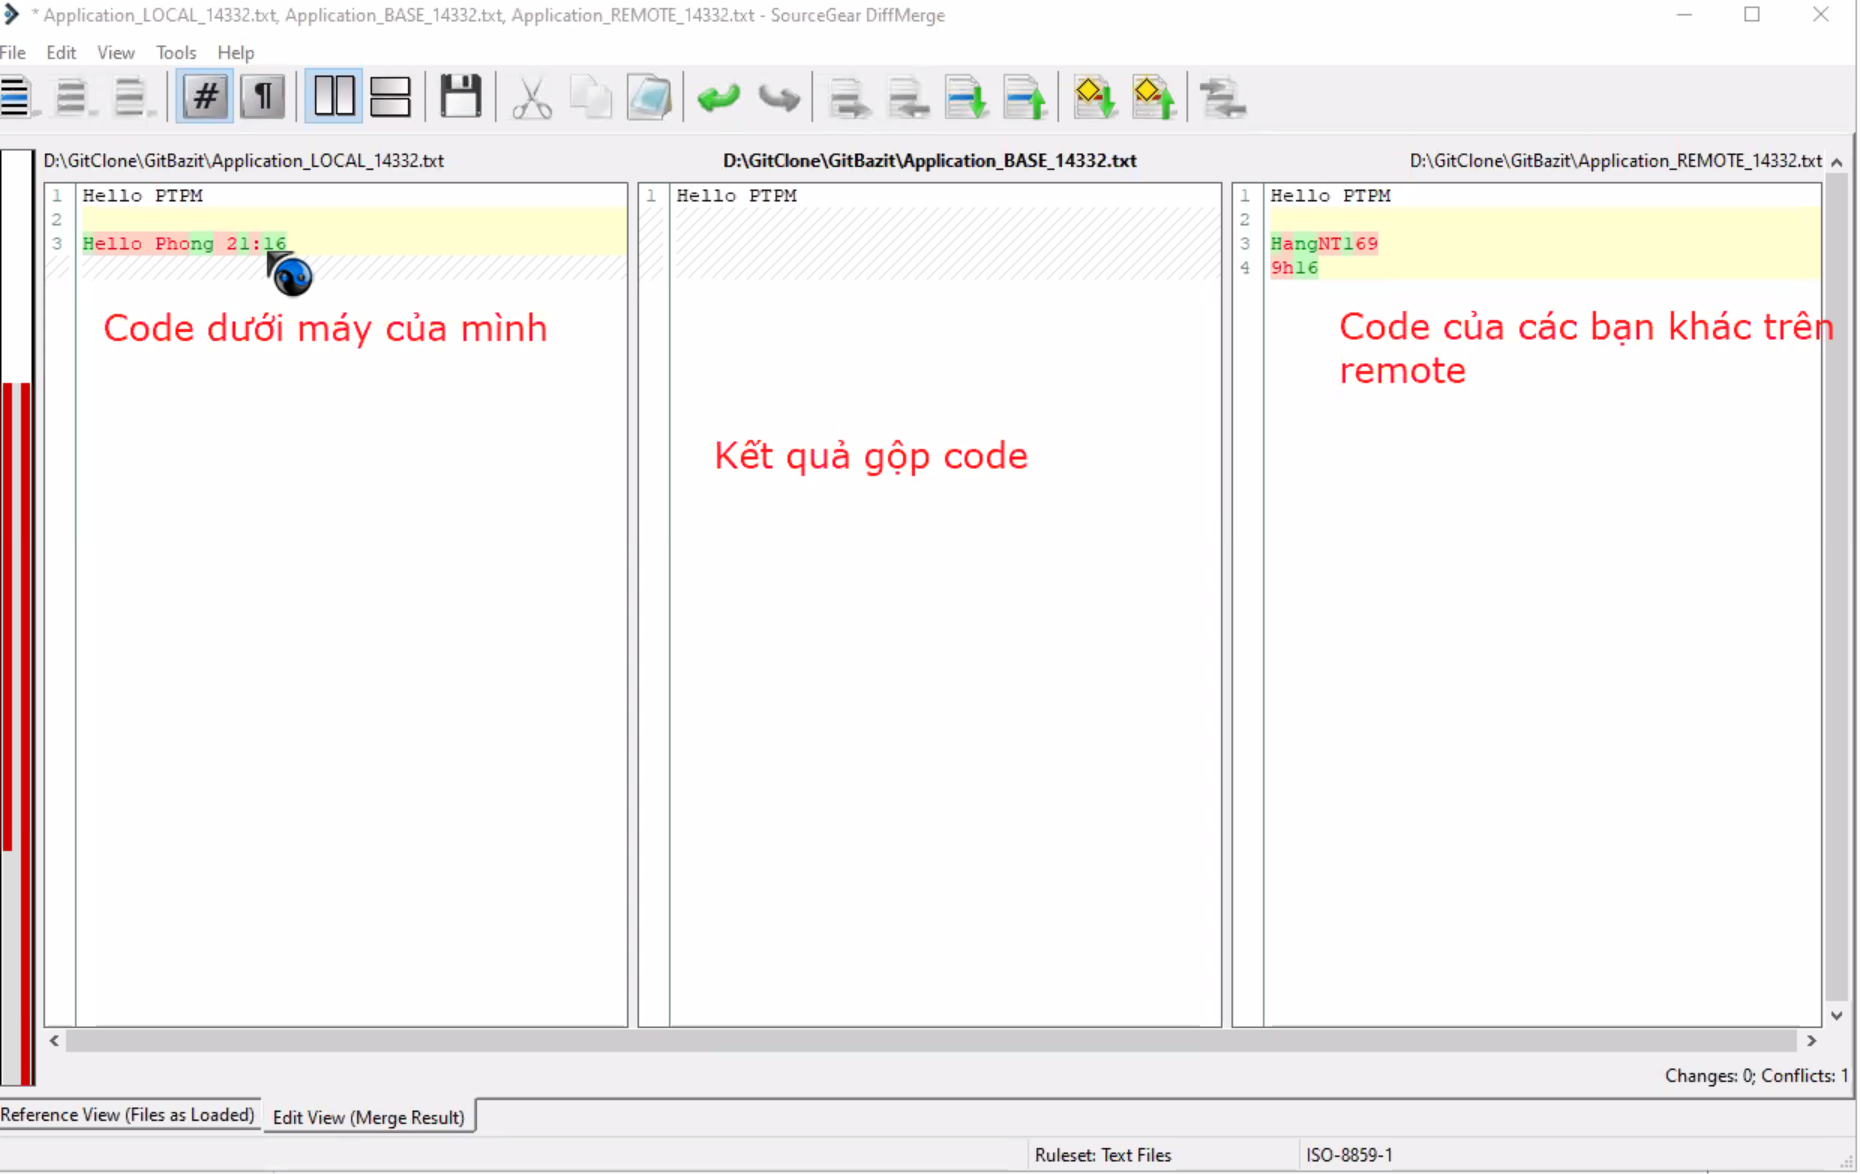 * Application_LOCAL_14332.txt, Application_BASE_14332.txt, Application_REMOTE_14332.txt - SourceGear DiffMerge
File Edit View Tools Help
D:\GitClone\GitBazit\Application_LOCAL_14332.txt
D:\GitClone\GitBazit\Application_BASE_14332.txt
D:\GitClone\GitBazit\Application_REMOTE_14332.txt
1 Hello PTPM
2
3 Hello Phong 21:16
Code dưới máy của mình
1 Hello PTPM
Kết quả gộp code
1 Hello PTPM
2
3 HangNT169
4 9h16
Code của các bạn khác trên
remote
Changes: 0; Conflicts: 1
Reference View (Files as Loaded)
Edit View (Merge Result)
Ruleset: Text Files
ISO-8859-1